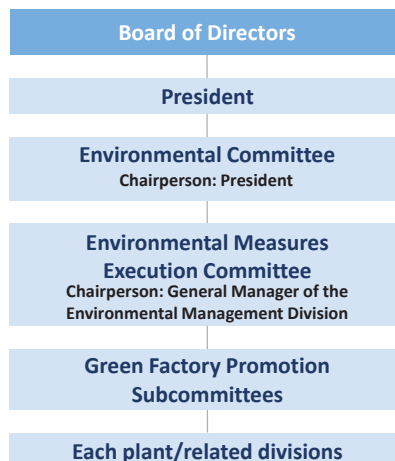 Board of Directors
President
Environmental Committee
Chairperson: President
Environmental Measures
Execution Committee
Chairperson: General Manager of the
Environmental Management Division
Green Factory Promotion
Subcommittees
Each plant/related divisions